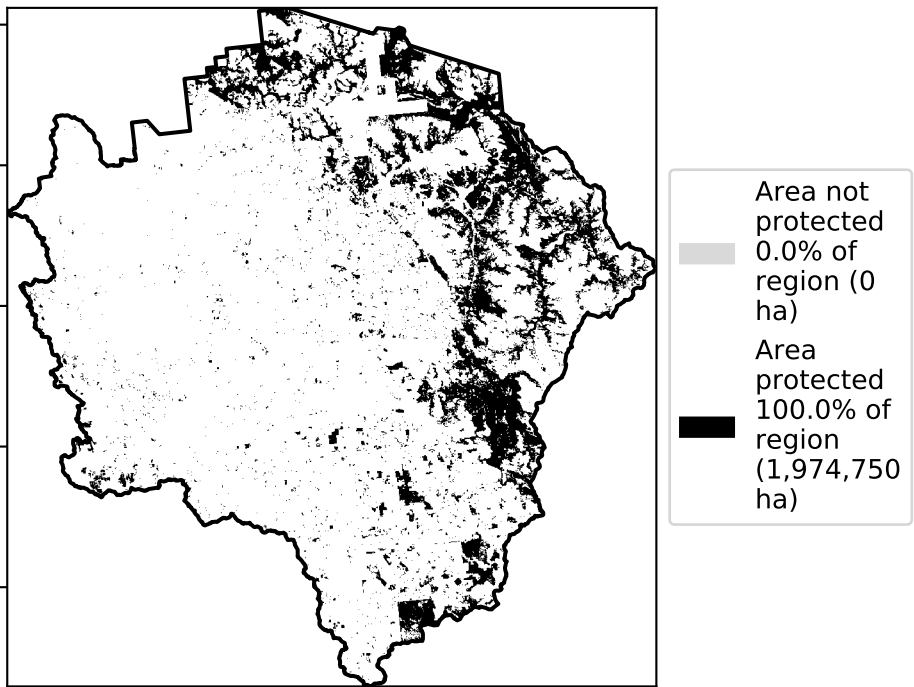 Area not
protected
0.0% of
region (0
ha)
Area
protected
100.0% of
region
(1,974,750
ha)